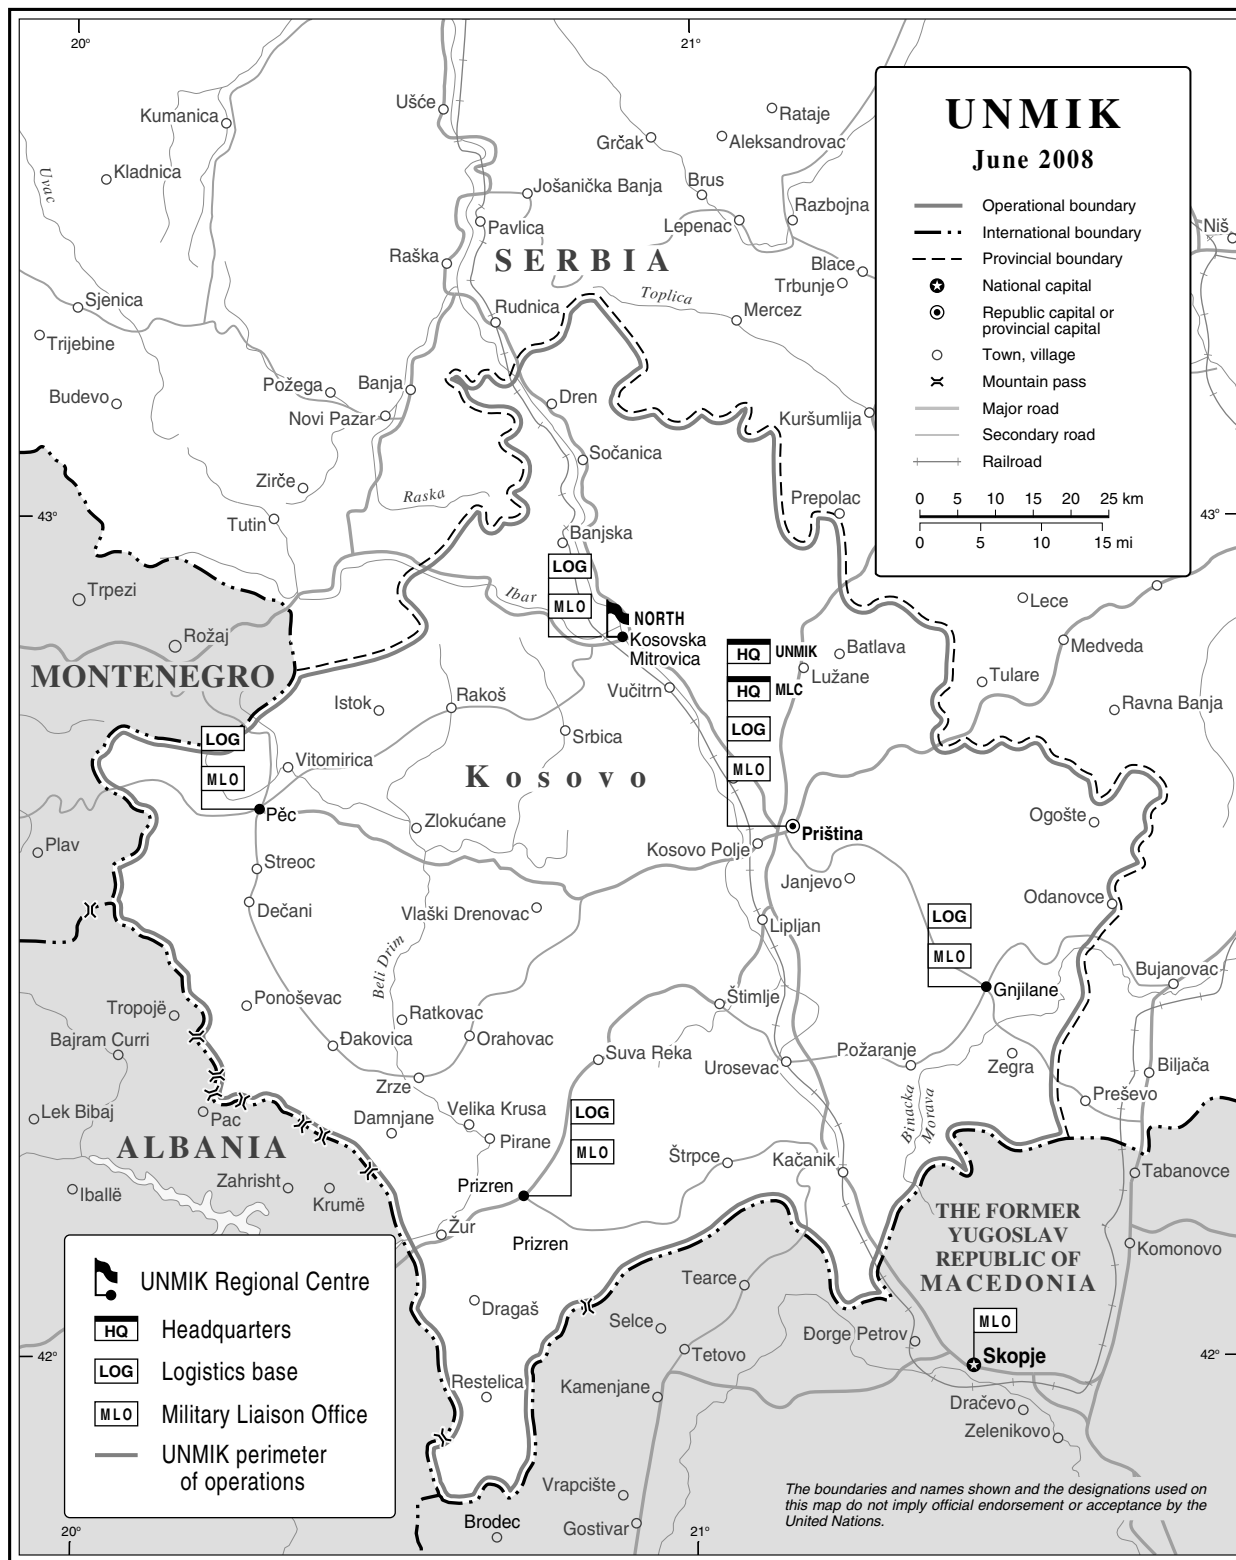 20°
21°
UNMIK
June 2008
Operational boundary
International boundary
Provincial boundary
National capital
Republic capital or
provincial capital
Town, village
Mountain pass
Major road
Secondary road
Railroad
0 5 10 15 20 25 km
0 5 10 15 mi
Ušće
Kumanica
Kladnica
Uvac
Rataje
Grčak
Aleksandrovac
Jošanička Banja
Brus
Razbojna
Lepenac
Pavlica
Niš
SERBIA
Raška
Blace
Trbunje
Toplica
Sjenica
Rudnica
Mercez
Trijebine
Požega
Banja
Budevo
Dren
Novi Pazar
Kuršumlija
Sočanica
Zirče
Raska
Prepolac
43°
Tutin
43°
Banjska
LOG
Ibar
Trpezi
MLO
NORTH
Lece
Rožaj
Kosovska
Mitrovica
HQ UNMIK
Batlava
Medveda
MONTENEGRO
Lužane
Vučitrn
HQ MLC
Tulare
Istok
Rakoš
Ravna Banja
LOG
LOG
Srbica
MLO
Vitomirica
MLO
Kosovo
Pěc
Zlokućane
Priština
Ogošte
Plav
Kosovo Polje
Streoc
Janjevo
Dečani
Vlaški Drenovac
Odanovce
LOG
Lipljan
MLO
Beli Drim
Bujanovac
Gnjilane
Tropojë
Ponoševac
Štimlje
Ratkovac
Bajram Curri
Đakovica
Orahovac
Suva Reka
Urosevac
Požaranje
Zegra
Biljača
Zrze
Binacka
Morava
Preševo
Lek Bibaj
Pac
Damnjane
Velika Krusa
LOG
Pirane
ALBANIA
MLO
Štrpce
Kačanik
Tabanovce
Iballë
Zahrisht
Krumë
Prizren
THE FORMER
YUGOSLAV
REPUBLIC OF
MACEDONIA
Žur
Prizren
Komonovo
UNMIK Regional Centre
Headquarters
HQ
LOG
Logistics base
MLO
Military Liaison Office
UNMIK perimeter
of operations
Tearce
Dragaš
Selce
Đorge Petrov
MLO
Skopje
42°
42°
Tetovo
Restelica
Kamenjane
Dračevo
Zelenikovo
Vrapcište
Brodec
Gostivar
The boundaries and names shown and the designations used on
this map do not imply official endorsement or acceptance by the
United Nations.
20°
21°